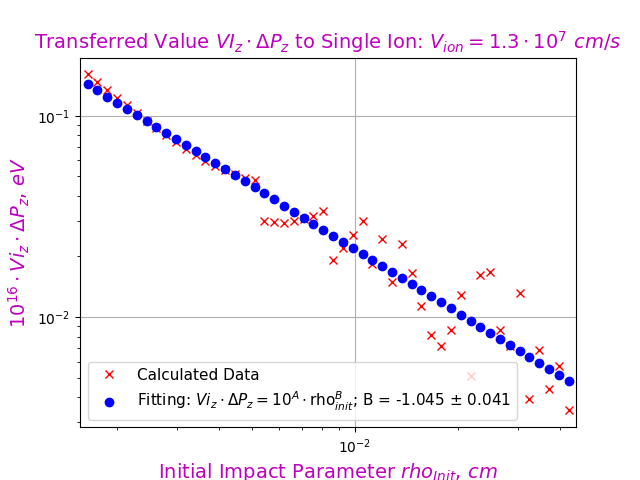 Transferred Value VI_z · ΔP_z to Single Ion: V_ion = 1.3 · 10^7 cm/s
10^16 · Vi_z · ΔP_z, eV
10^−1
10^−2
Calculated Data
Fitting: Vi_z · ΔP_z = 10^A · rho_init^B; B = -1.045 ± 0.041
10^−2
Initial Impact Parameter rho_Init, cm